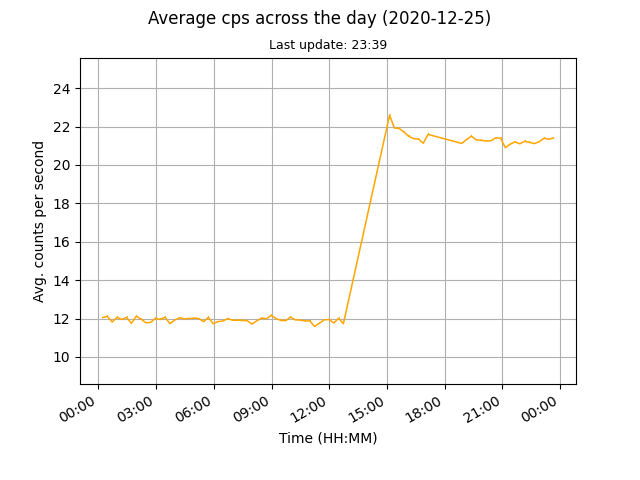 Average cps across the day (2020-12-25)
Last update: 23:39
24
22
20
18
16
14
12
10
Avg. counts per second
00:00 03:00 06:00 09:00 12:00 15:00 18:00 21:00 00:00
Time (HH:MM)